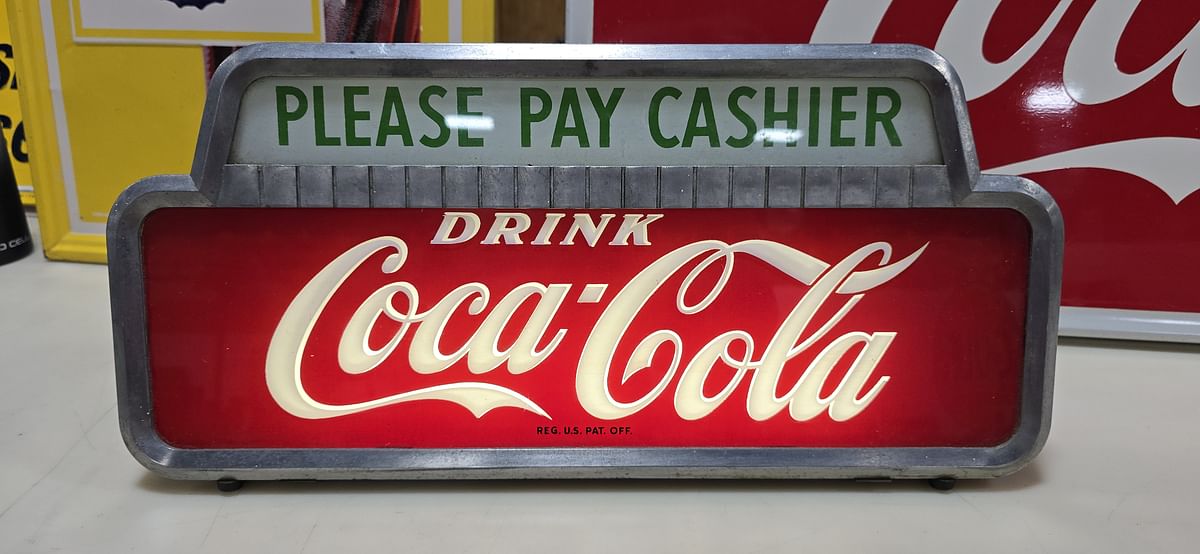 PLEASE PAY CASHIER
DRINK
Coca-Cola
REG. U.S. PAT. OFF.